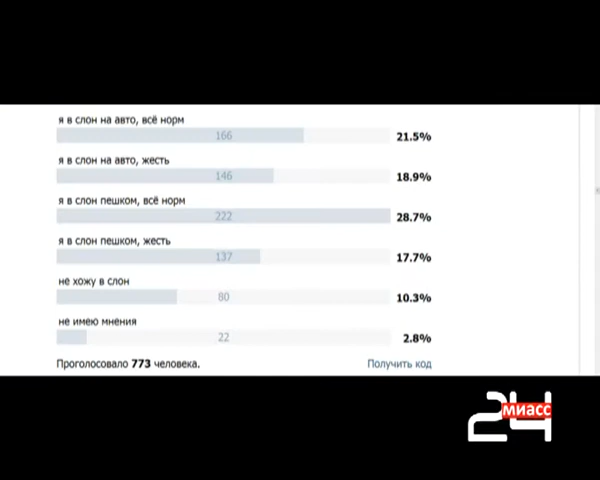 я в слон на авто, всё норм
166
21.5%
я в слон на авто, жесть
146
18.9%
я в слон пешком, всё норм
222
28.7%
я в слон пешком, жесть
137
17.7%
не хожу в слон
80
10.3%
не имею мнения
22
2.8%
Проголосовало 773 человека.
Получить код
24
МИАСС